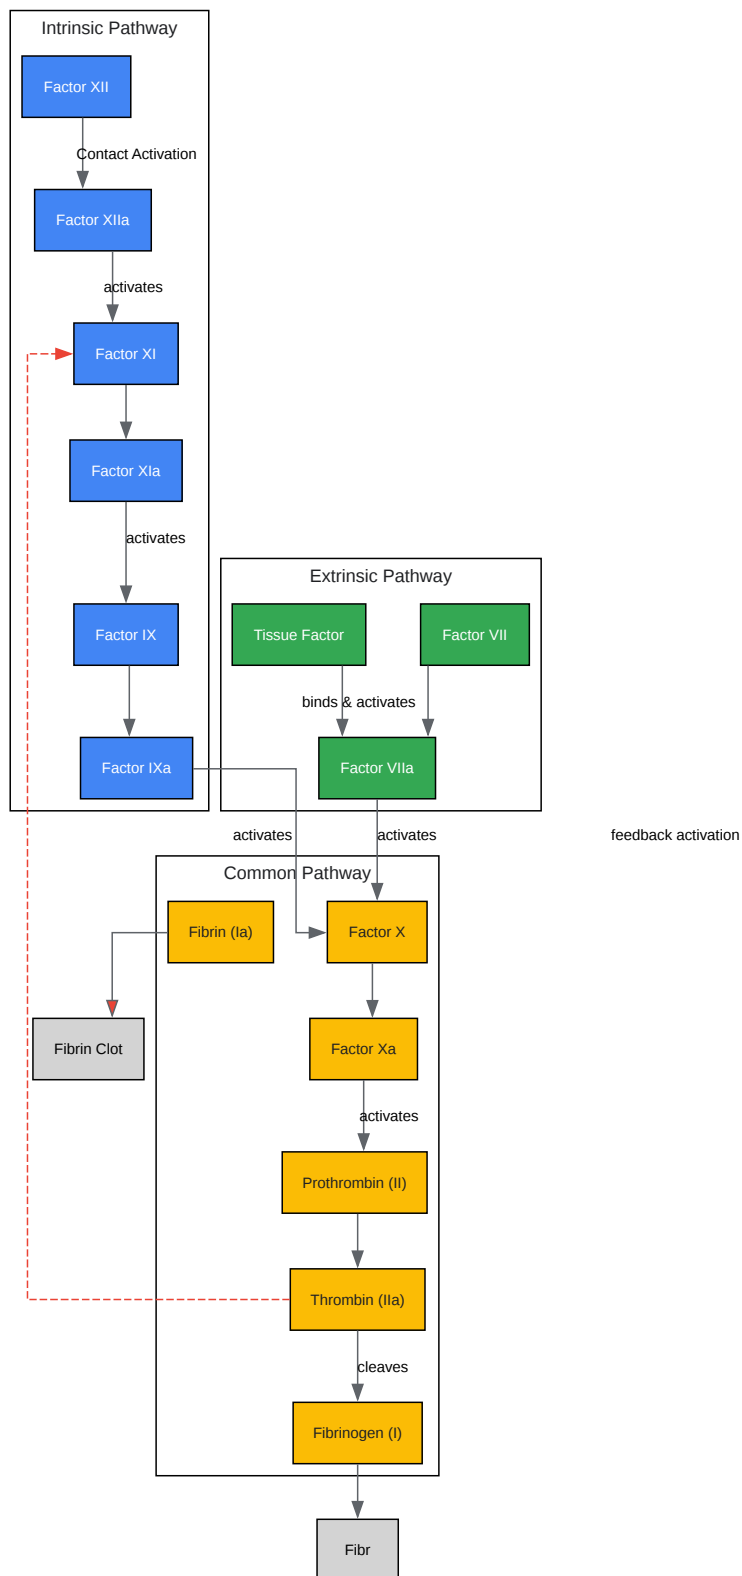 Intrinsic Pathway
Factor XII
Contact Activation
Factor XIIa
activates
Factor XI
Factor XIa
activates
Extrinsic Pathway
Factor IX
Tissue Factor
Factor VII
binds & activates
Factor IXa
Factor VIIa
activates
activates
feedback activation
Common Pathway
Fibrin (Ia)
Factor X
Fibrin Clot
Factor Xa
activates
Prothrombin (II)
Thrombin (IIa)
cleaves
Fibrinogen (I)
Fibr